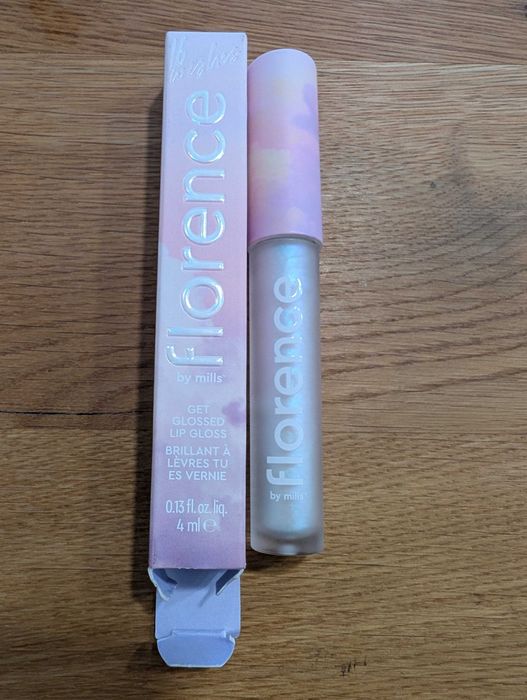 florence
by mills
GET
GLOSSED
LIP GLOSS
BRILLANT À
LÈVRES TU
ES VERNIE
0.13 fl. oz. liq.
4 ml ℮
florence
by mills